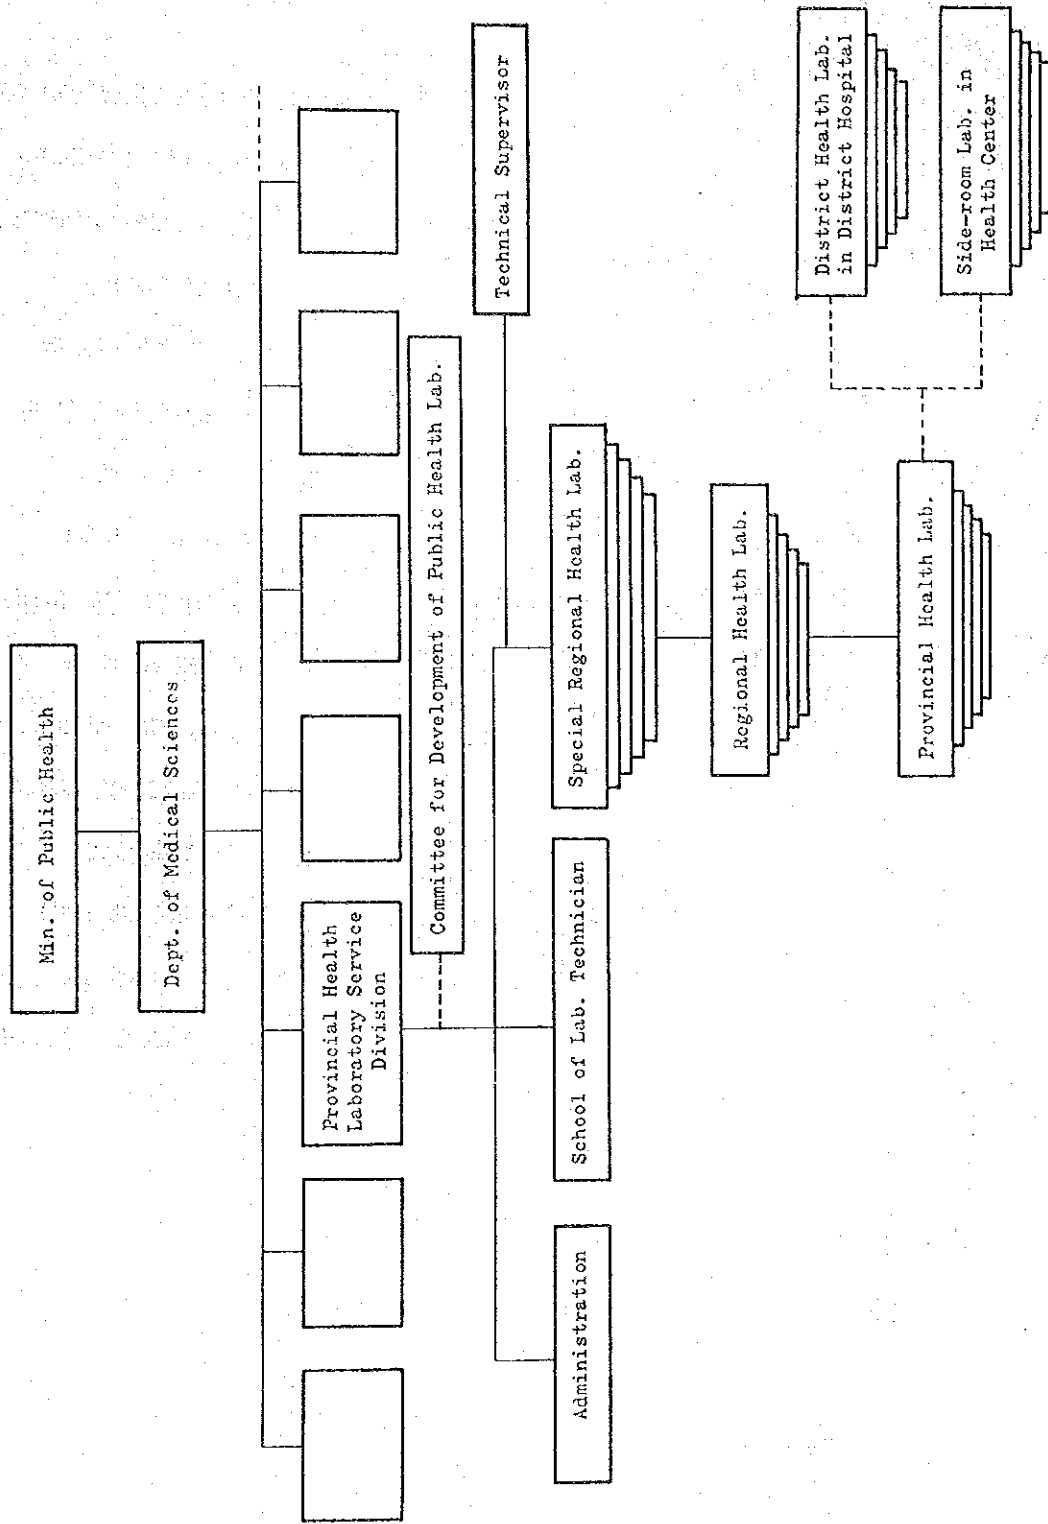 Min. of Public Health
Dept. of Medical Sciences
Provincial Health
Laboratory Service
Division
Committee for Development of Public Health Lab.
Technical Supervisor
Administration
School of Lab. Technician
Special Regional Health Lab.
Regional Health Lab.
Provincial Health Lab.
District Health Lab.
in District Hospital
Side-room Lab. in
Health Center